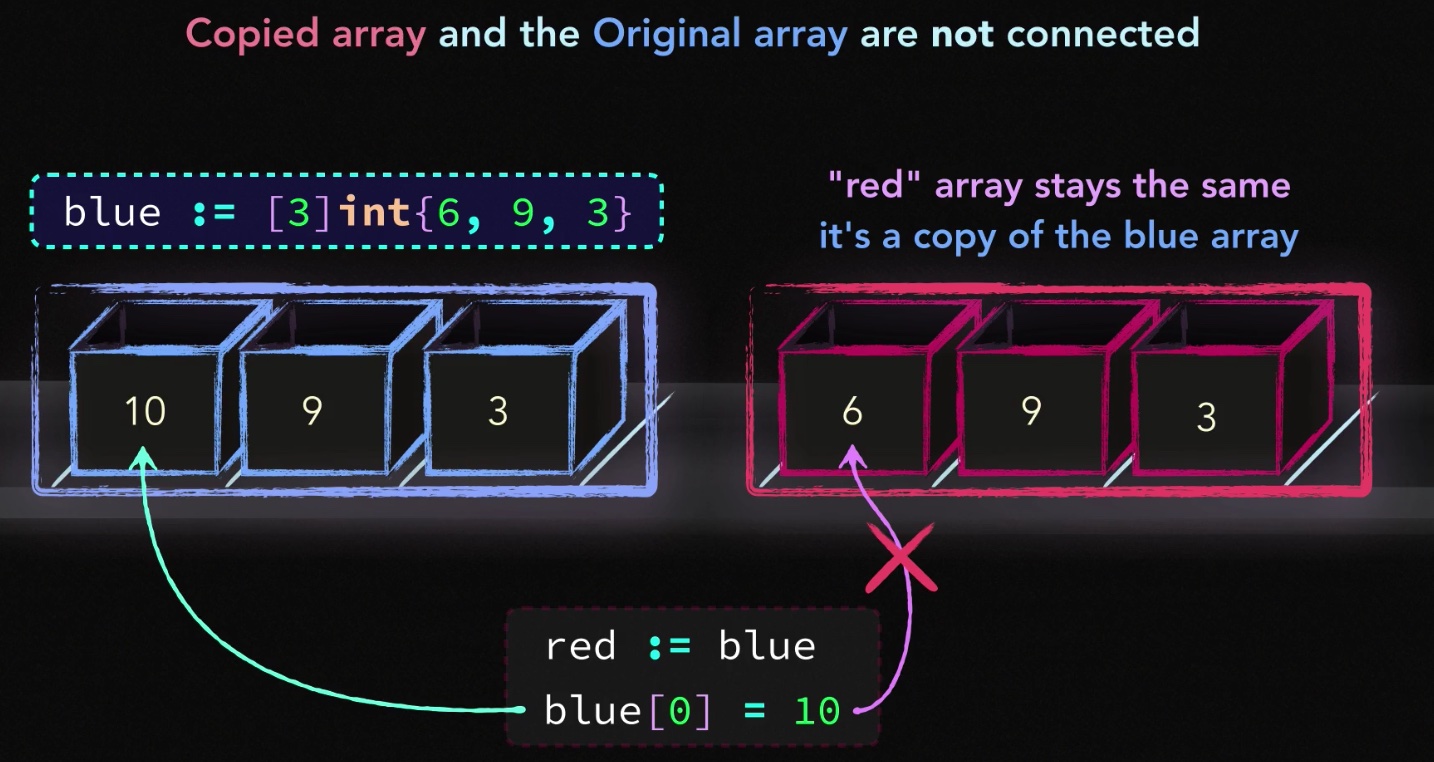 Copied array and the Original array are not connected
blue := [3]int{6, 9, 3}
"red" array stays the same
it's a copy of the blue array
10 9 3
6 9 3
red := blue
blue[0] = 10